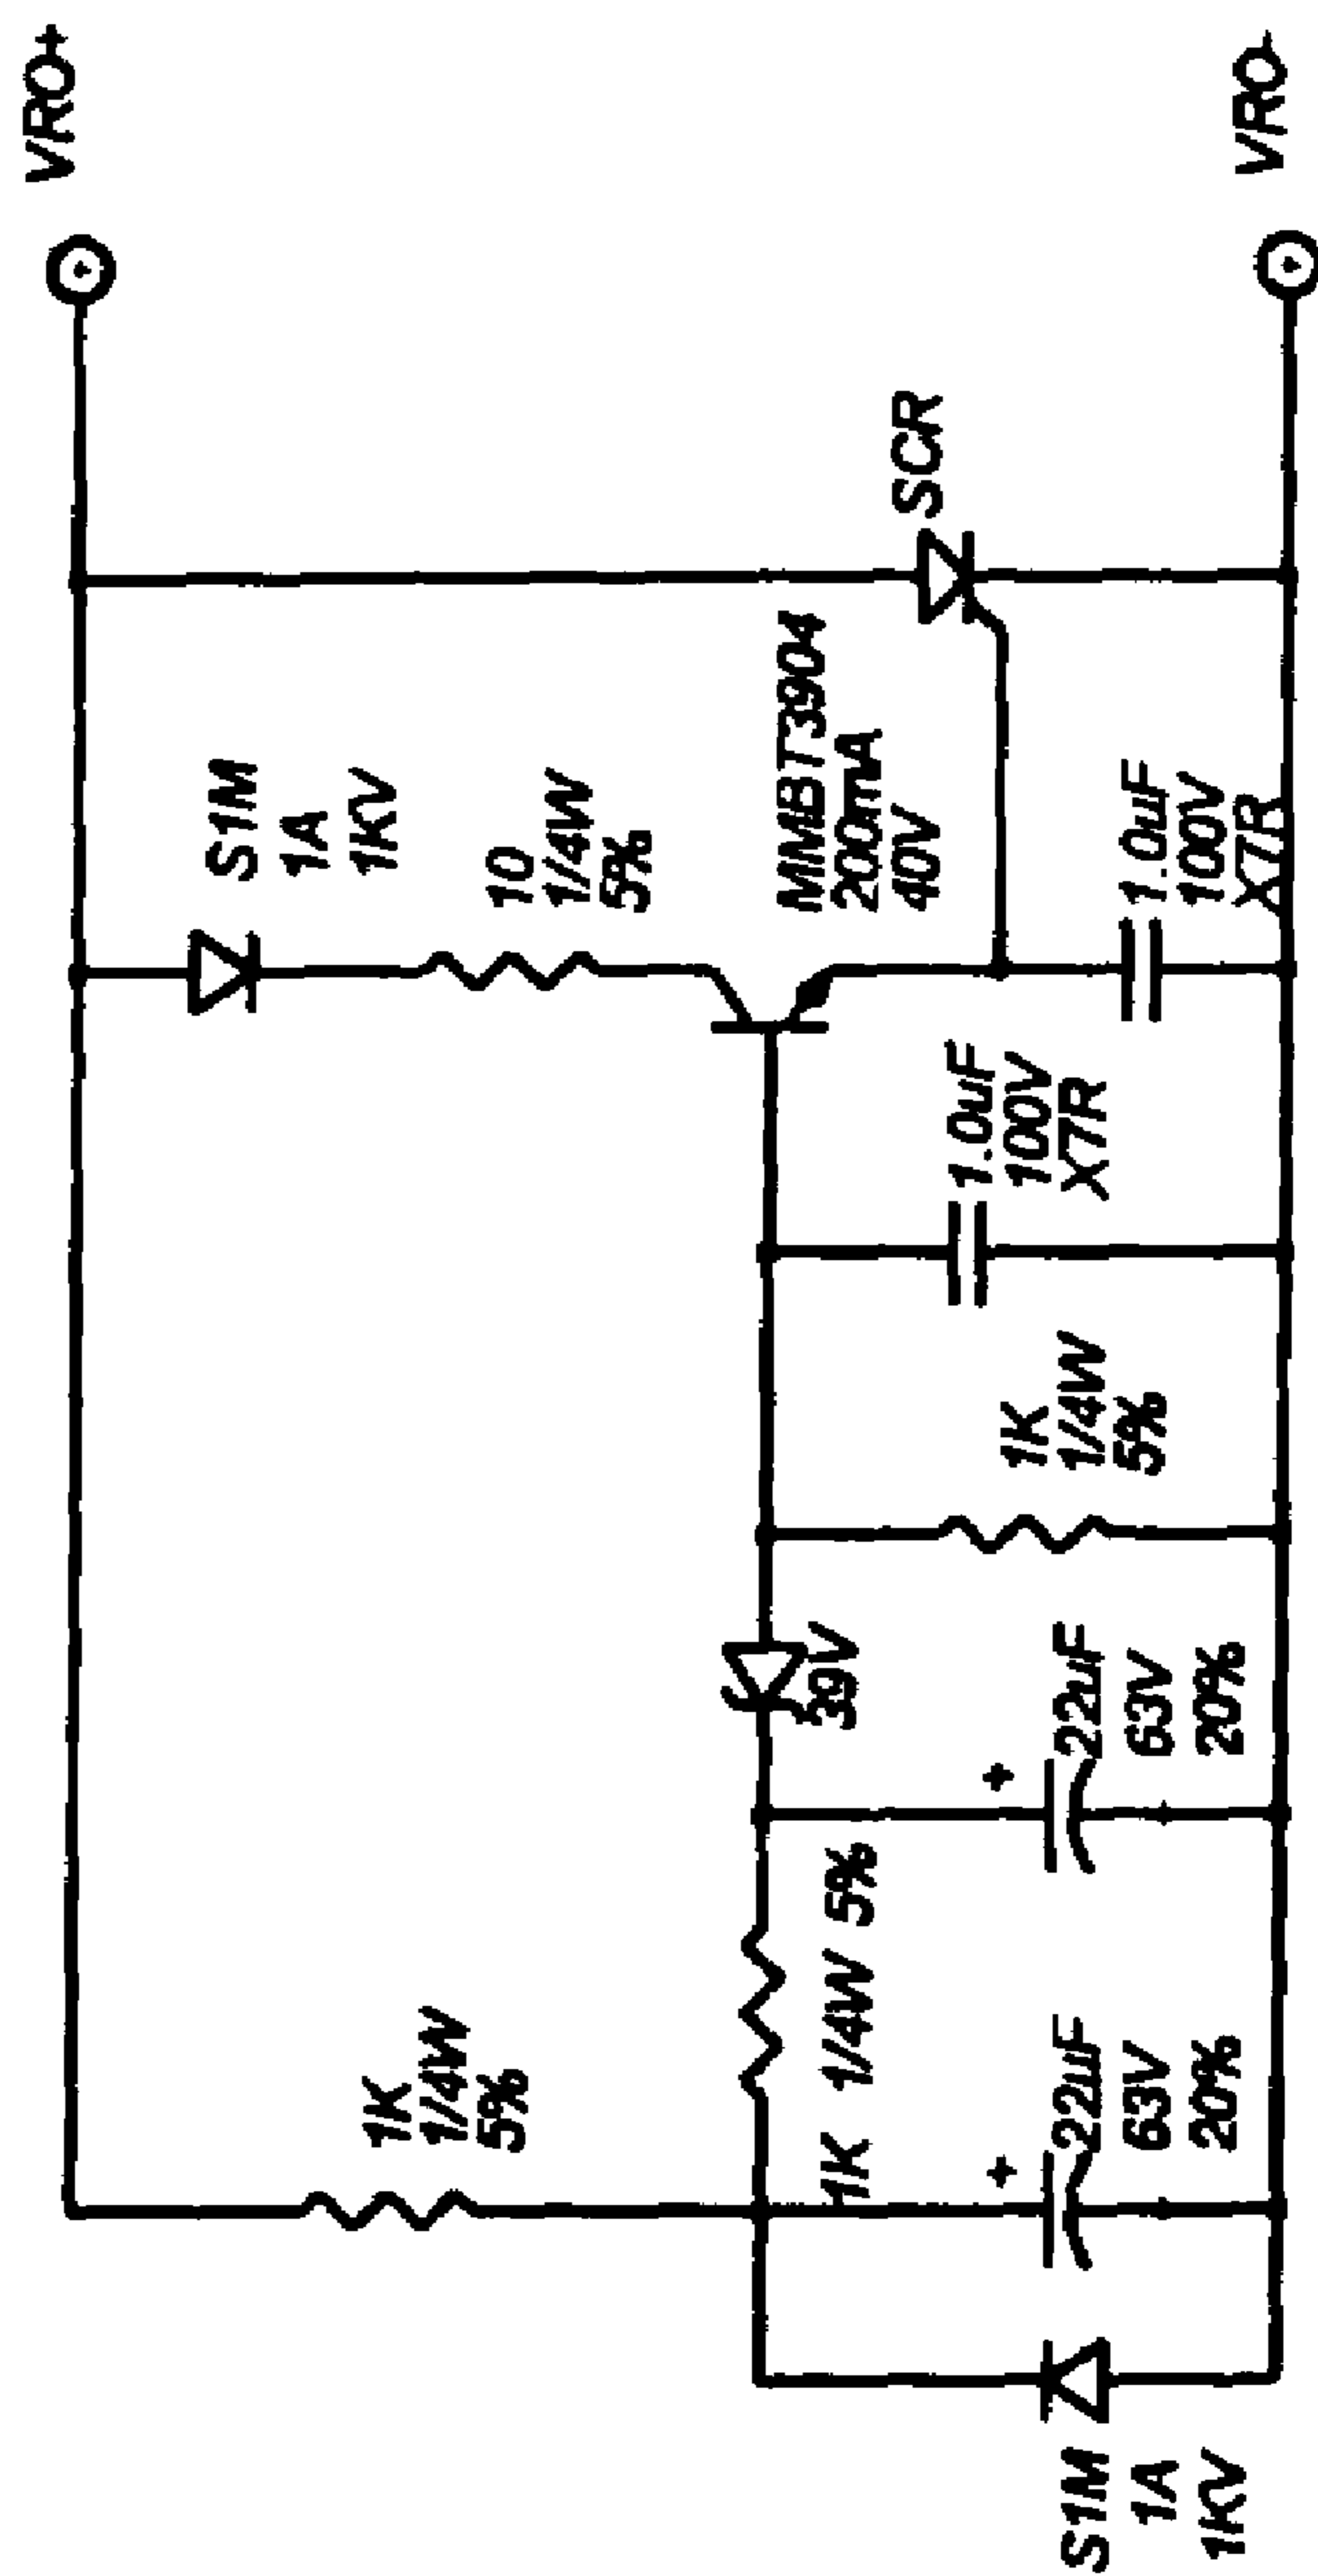 VRO+
VRO-
SCR
S1M
1A
1KV
10
1/4W
5%
MMBT3904
200mA
40V
1.0uF
100V
X7R
1.0uF
100V
X7R
1K
1/4W
5%
39V
+
22uF
63V
20%
1K 1/4W 5%
1K
1/4W
5%
+
22uF
63V
20%
S1M
1A
1KV